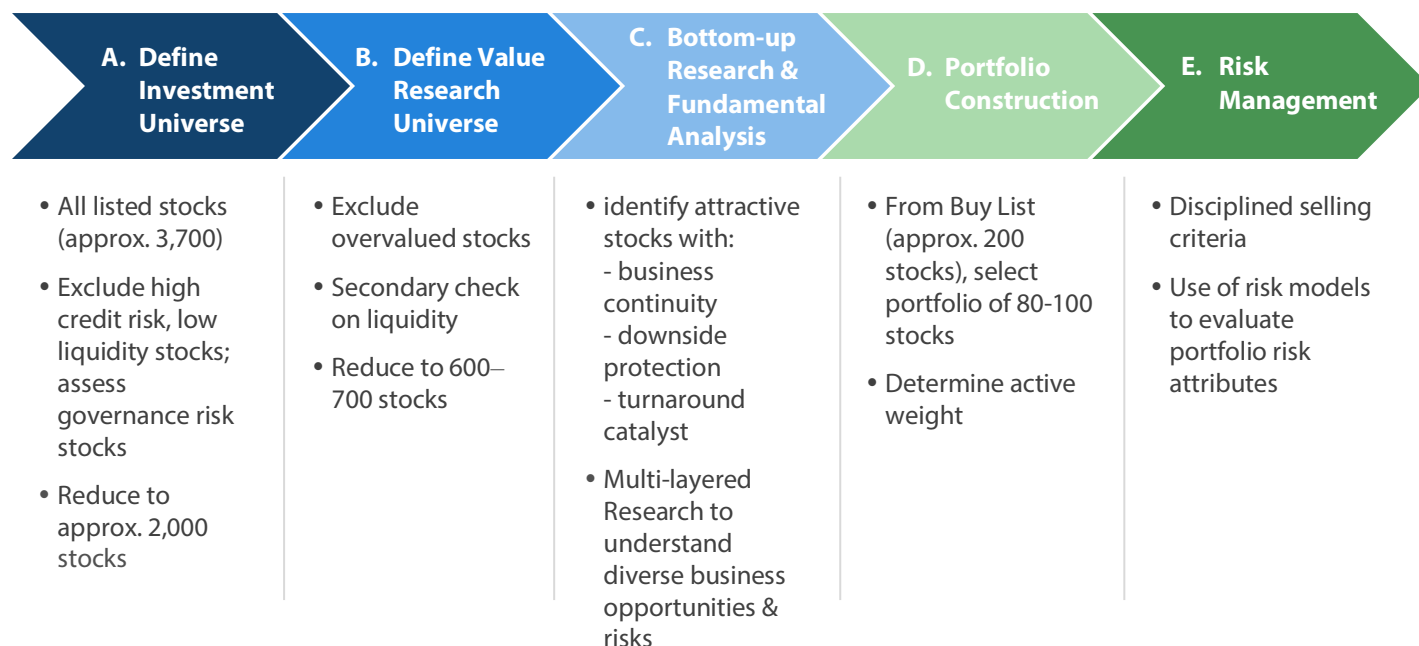 A. Define
Investment
Universe
B. Define Value
Research
Universe
C. Bottom-up
Research &
Fundamental
Analysis
D. Portfolio
Construction
E. Risk
Management
• All listed stocks
(approx. 3,700)
• Exclude high
credit risk, low
liquidity stocks;
assess
governance risk
stocks
• Reduce to
approx. 2,000
stocks
• Exclude
overvalued stocks
• Secondary check
on liquidity
• Reduce to 600–
700 stocks
• identify attractive
stocks with:
- business
continuity
- downside
protection
- turnaround
catalyst
• Multi-layered
Research to
understand
diverse business
opportunities &
risks
• From Buy List
(approx. 200
stocks), select
portfolio of 80-100
stocks
• Determine active
weight
• Disciplined selling
criteria
• Use of risk models
to evaluate
portfolio risk
attributes